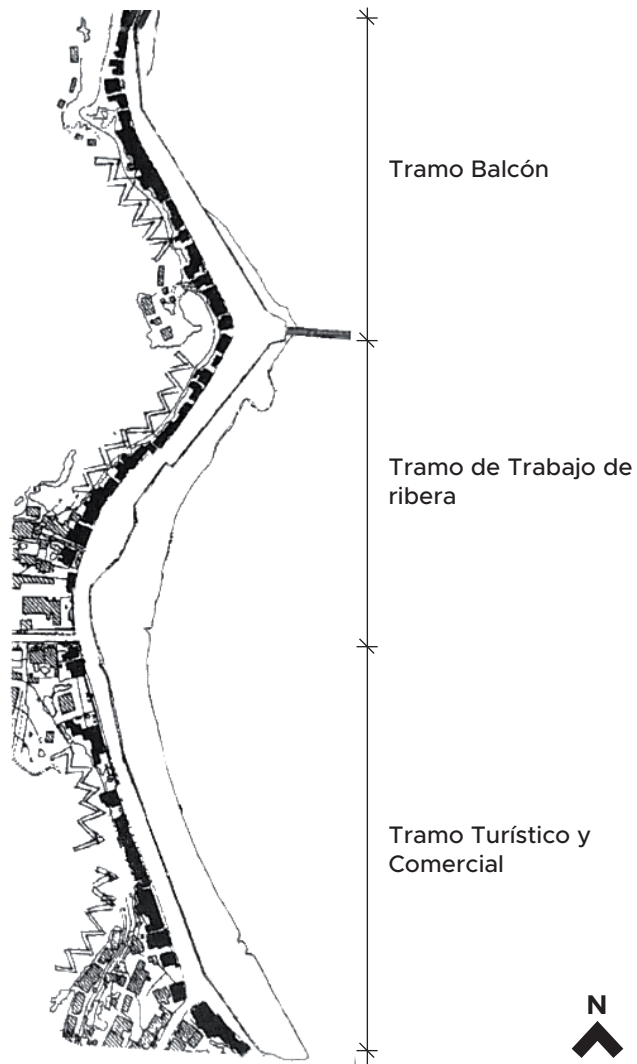 Tramo Balcón
Tramo de Trabajo de
ribera
Tramo Turístico y
Comercial
N